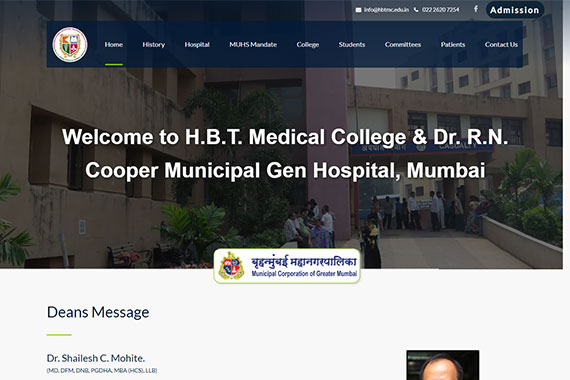 info@hbtmc.edu.in 022 2620 7254 Admission
Home History Hospital MUHS Mandate College Students Committees Patients Contact Us
CASUALTY
Welcome to H.B.T. Medical College & Dr. R.N.
Cooper Municipal Gen Hospital, Mumbai
बृहन्मुंबई महानगरपालिका
Municipal Corporation of Greater Mumbai
Deans Message
Dr. Shailesh C. Mohite.
(MD, DFM, DNB, PGDHA, MBA (HCS), LLB)